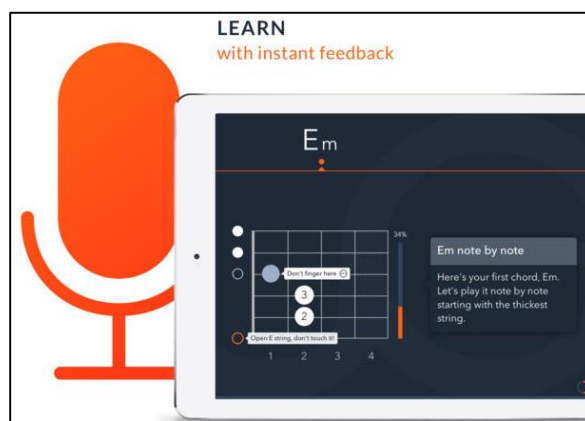 LEARN
with instant feedback
Em
34%
Em note by note
Here's your first chord, Em.
Let's play it note by note
starting with the thickest
string.
Don't finger here
3
2
Open E string, don't touch it!
1 2 3 4